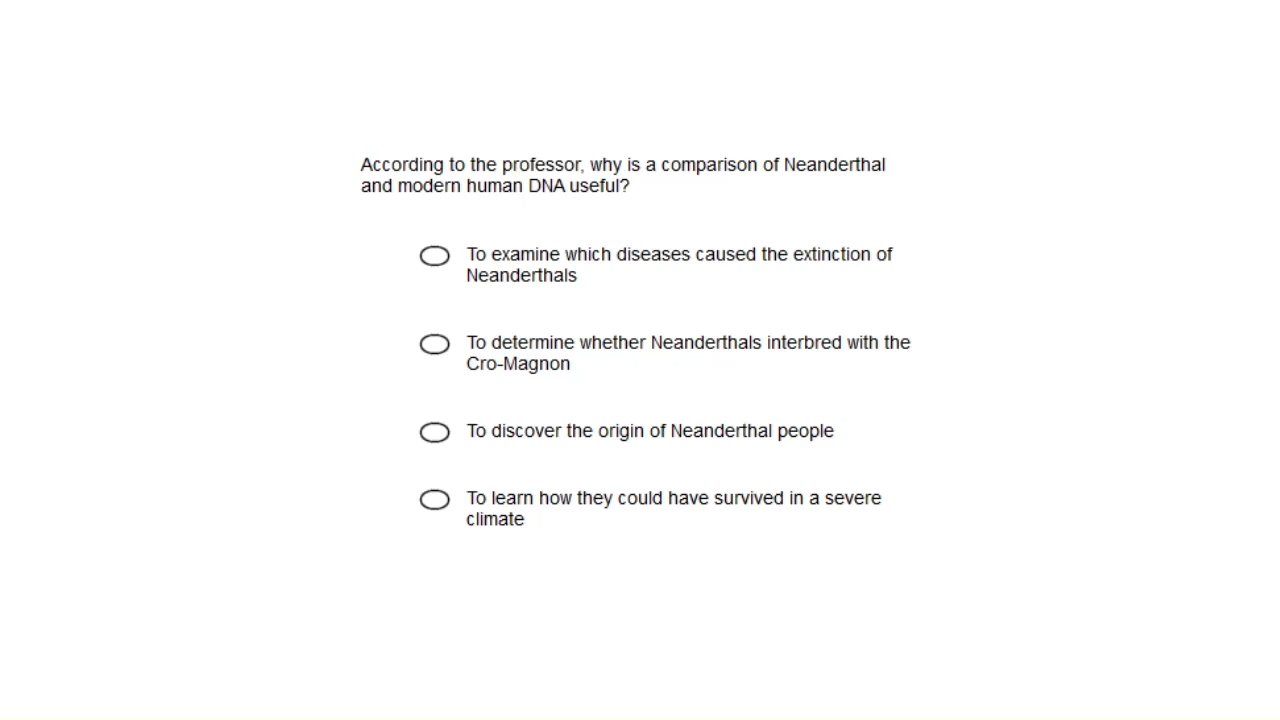 According to the professor, why is a comparison of Neanderthal
and modern human DNA useful?
To examine which diseases caused the extinction of
Neanderthals
To determine whether Neanderthals interbred with the
Cro-Magnon
To discover the origin of Neanderthal people
To learn how they could have survived in a severe
climate